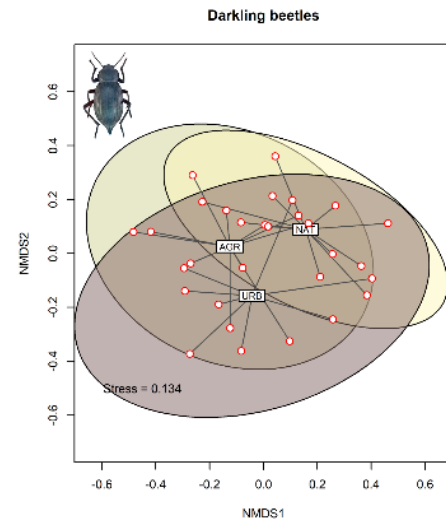 Darkling beetles
0.6
0.4
0.2
0.0
-0.2
-0.4
-0.6
NMDS2
AGR
NAT
URB
Stress = 0.134
-0.6 -0.4 -0.2 0.0 0.2 0.4 0.6
NMDS1